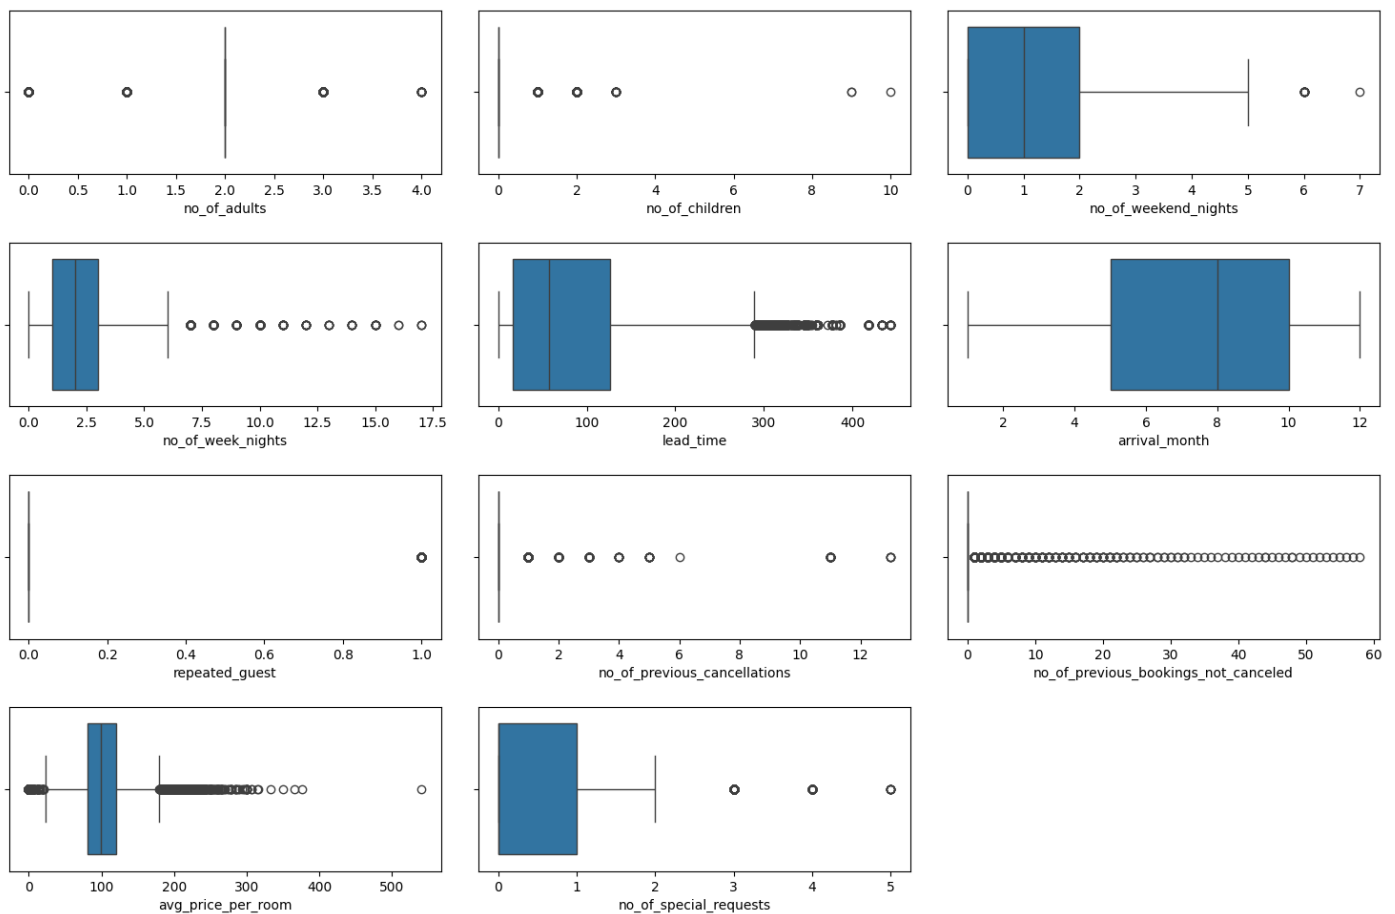 0.0 0.5 1.0 1.5 2.0 2.5 3.0 3.5 4.0
no_of_adults
0 2 4 6 8 10
no_of_children
0 1 2 3 4 5 6 7
no_of_weekend_nights
0.0 2.5 5.0 7.5 10.0 12.5 15.0 17.5
no_of_week_nights
0 100 200 300 400
lead_time
2 4 6 8 10 12
arrival_month
0.0 0.2 0.4 0.6 0.8 1.0
repeated_guest
0 2 4 6 8 10 12
no_of_previous_cancellations
0 10 20 30 40 50 60
no_of_previous_bookings_not_canceled
0 100 200 300 400 500
avg_price_per_room
0 1 2 3 4 5
no_of_special_requests